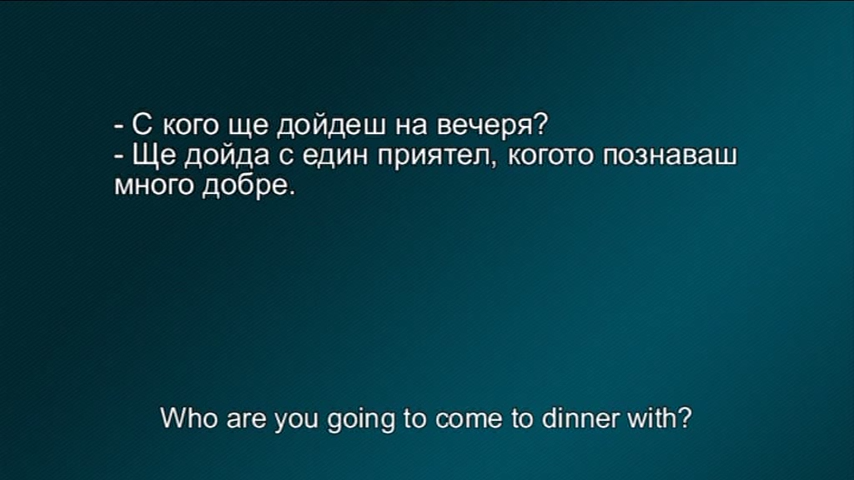 - С кого ще дойдеш на вечеря?
- Ще дойда с един приятел, когото познаваш
много добре.
Who are you going to come to dinner with?